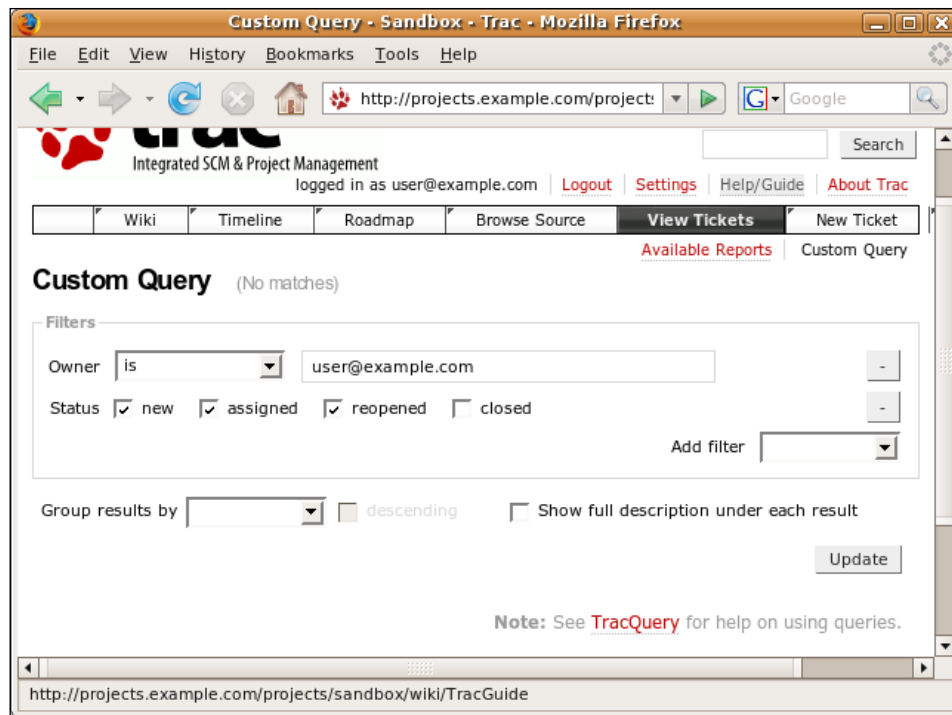 Custom Query - Sandbox - Trac - Mozilla Firefox
File Edit View History Bookmarks Tools Help
http://projects.example.com/project: G Google
trac
Integrated SCM & Project Management
Search
logged in as user@example.com Logout Settings Help/Guide About Trac
Wiki Timeline Roadmap Browse Source View Tickets New Ticket
Available Reports Custom Query
Custom Query (No matches)
Filters
Owner is user@example.com -
Status new assigned reopened closed -
Add filter
Group results by descending Show full description under each result
Update
Note: See TracQuery for help on using queries.
http://projects.example.com/projects/sandbox/wiki/TracGuide